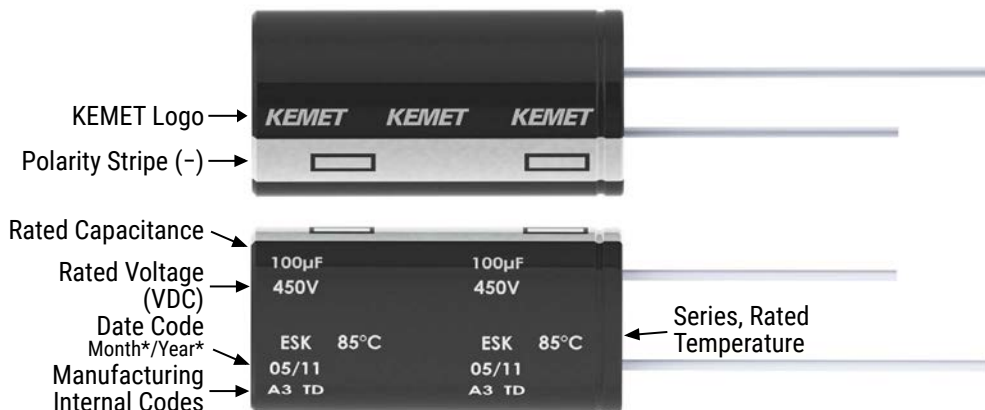 KEMET Logo
KEMET KEMET KEMET
Polarity Stripe (−)
Rated Capacitance
100µF 100µF
Rated Voltage
(VDC)
450V 450V
Date Code
Month*/Year*
ESK 85°C ESK 85°C
05/11 05/11
Manufacturing
Internal Codes
A3 TD A3 TD
Series, Rated
Temperature